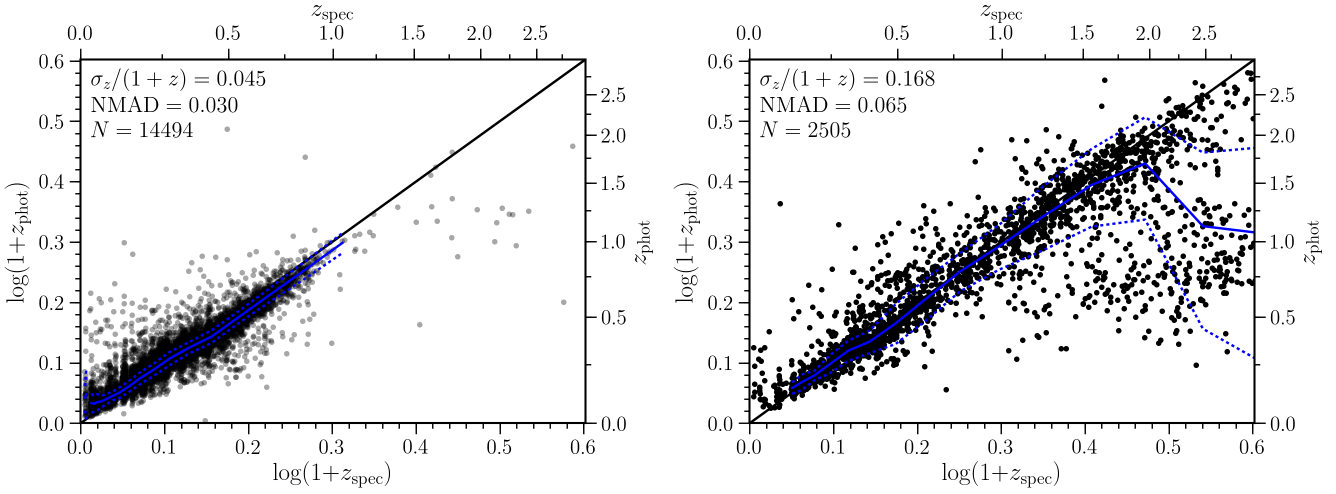 z_spec
0.0 0.5 1.0 1.5 2.0 2.5
σ_z/(1 + z) = 0.045
NMAD = 0.030
N = 14494
0.6
0.5
0.4
0.3
0.2
0.1
0.0
log(1+z_phot)
2.5
2.0
1.5
1.0
0.5
0.0
z_phot
0.0 0.1 0.2 0.3 0.4 0.5 0.6
log(1+z_spec)
z_spec
0.0 0.5 1.0 1.5 2.0 2.5
σ_z/(1 + z) = 0.168
NMAD = 0.065
N = 2505
0.6
0.5
0.4
0.3
0.2
0.1
0.0
log(1+z_phot)
2.5
2.0
1.5
1.0
0.5
0.0
z_phot
0.0 0.1 0.2 0.3 0.4 0.5 0.6
log(1+z_spec)